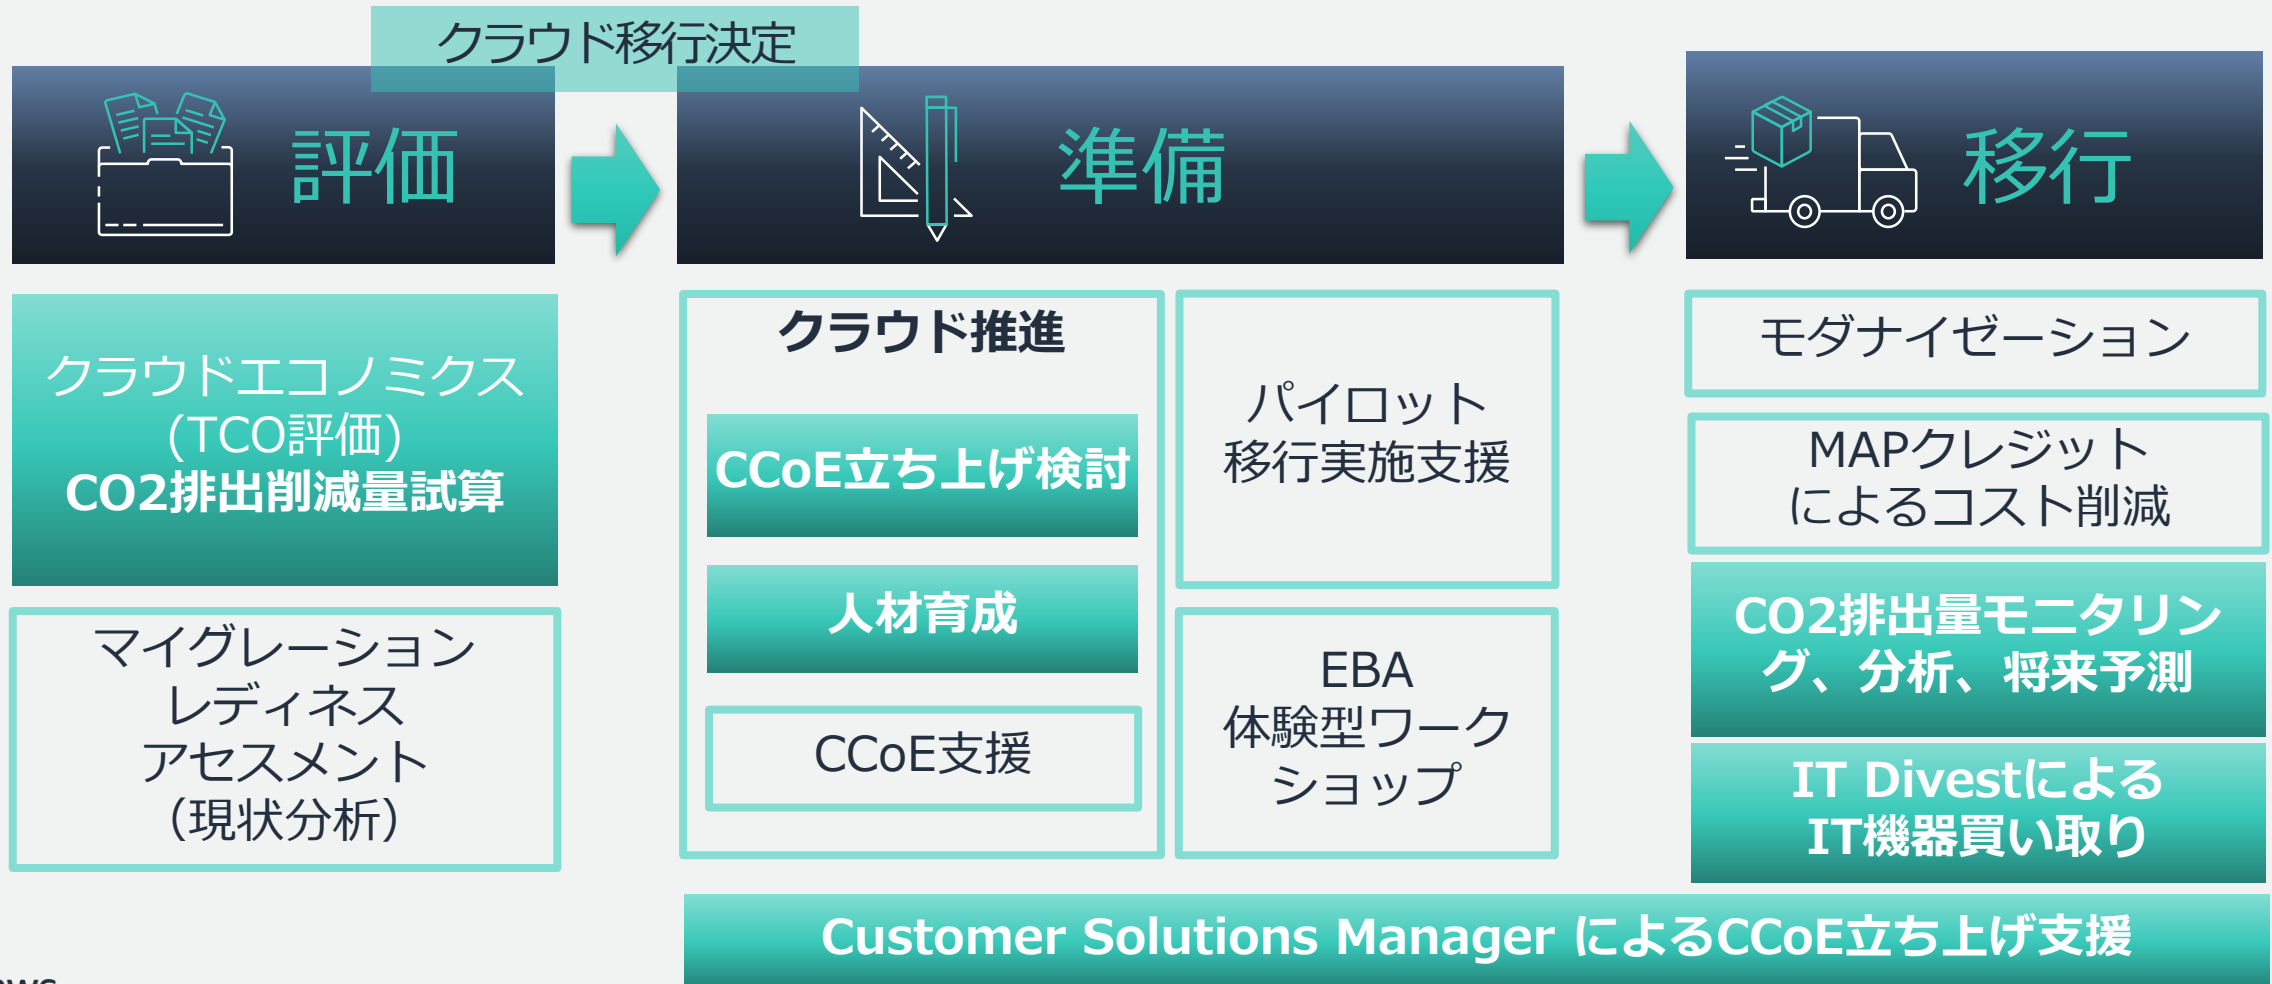 クラウド移行決定
評価
準備
移行
クラウドエコノミクス
（TCO評価）
CO2排出削減量試算
マイグレーション
レディネス
アセスメント
（現状分析）
クラウド推進
CCoE立ち上げ検討
人材育成
CCoE支援
パイロット
移行実施支援
EBA
体験型ワーク
ショップ
モダナイゼーション
MAPクレジット
によるコスト削減
CO2排出量モニタリン
グ、分析、将来予測
IT Divestによる
IT機器買い取り
Customer Solutions Manager によるCCoE立ち上げ支援